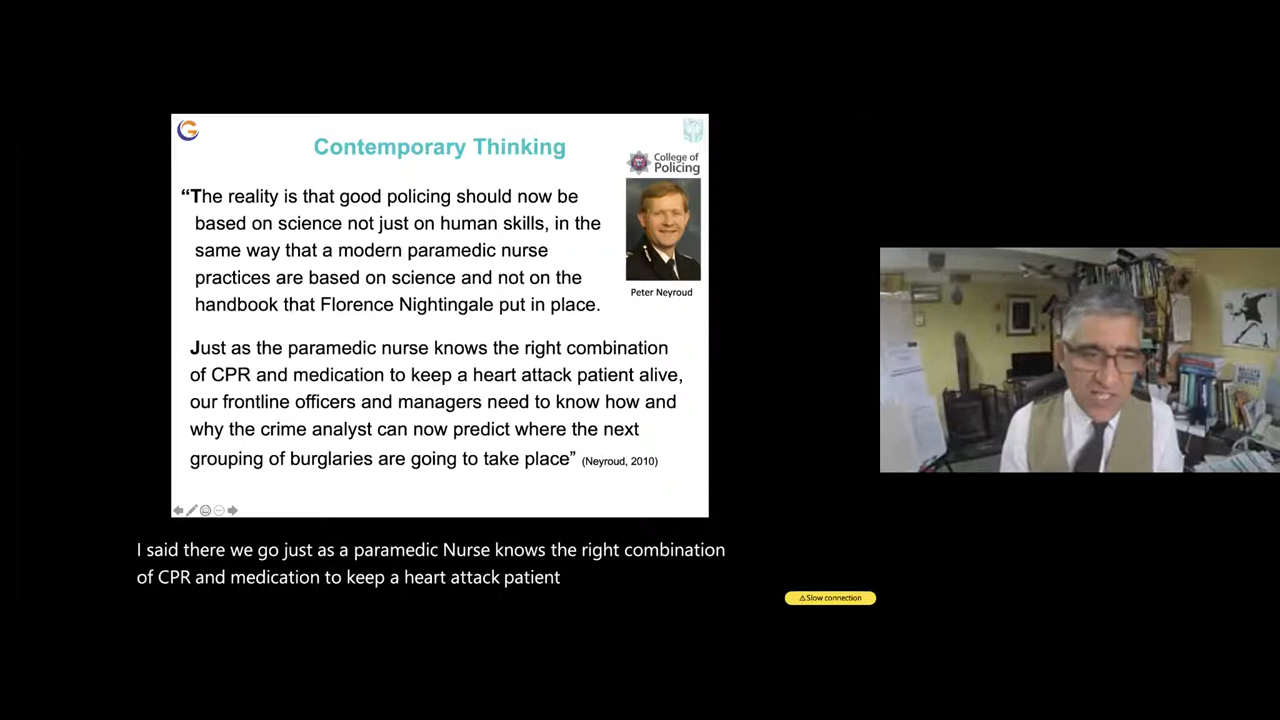 Contemporary Thinking
College of
Policing
“The reality is that good policing should now be
based on science not just on human skills, in the
same way that a modern paramedic nurse
practices are based on science and not on the
handbook that Florence Nightingale put in place.
Peter Neyroud
Just as the paramedic nurse knows the right combination
of CPR and medication to keep a heart attack patient alive,
our frontline officers and managers need to know how and
why the crime analyst can now predict where the next
grouping of burglaries are going to take place” (Neyroud, 2010)
I said there we go just as a paramedic Nurse knows the right combination
of CPR and medication to keep a heart attack patient
⚠Slow connection